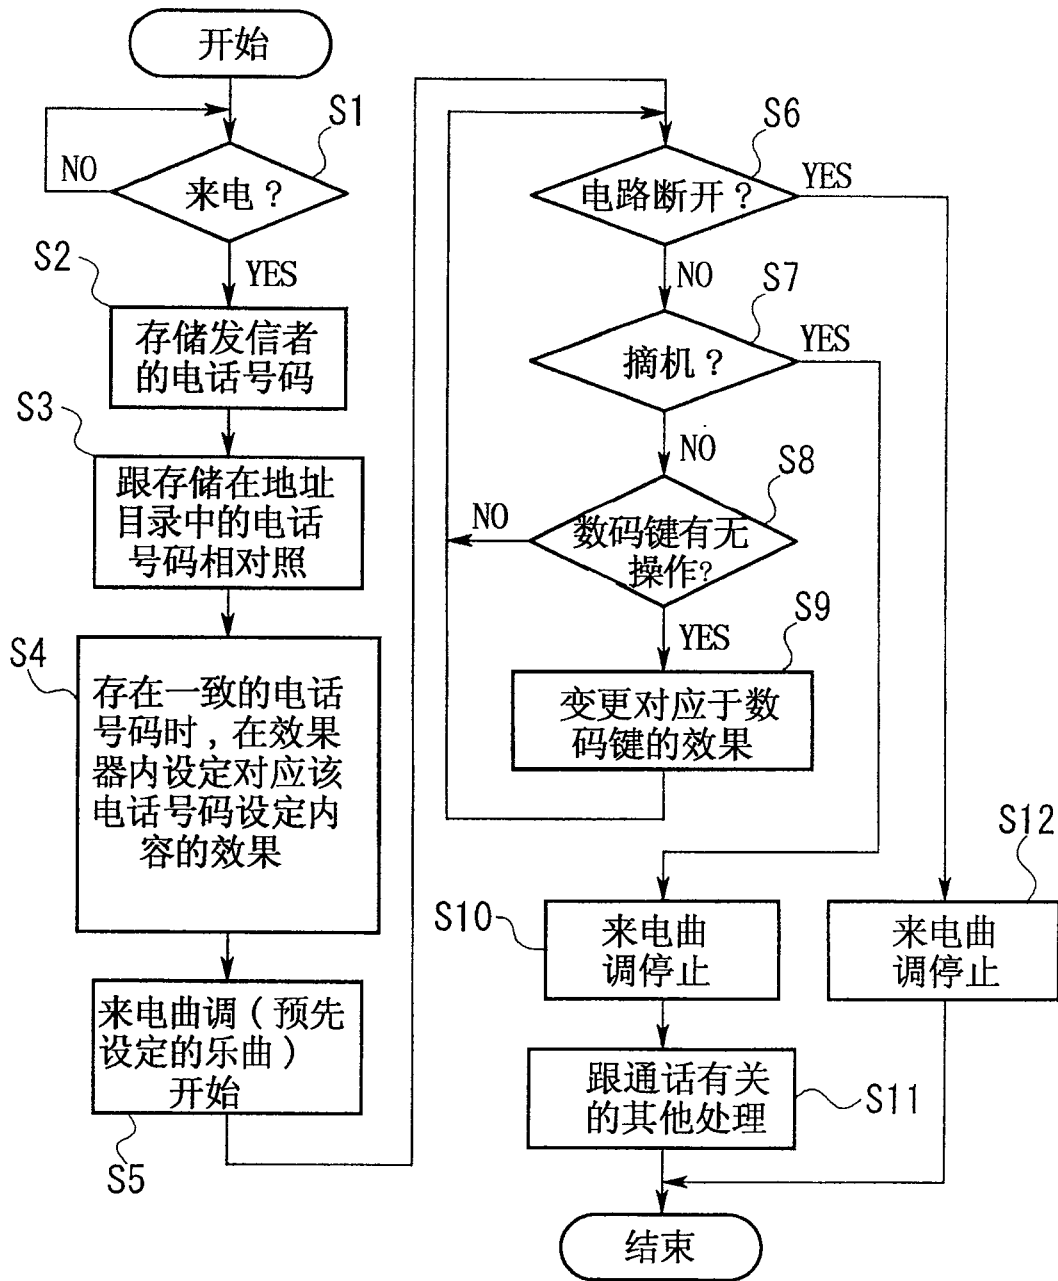 开始
S1
NO
来电？
YES
S2
存储发信者
的电话号码
S3
跟存储在地址
目录中的电话
号码相对照
S4
存在一致的电话
号码时，在效果
器内设定对应该
电话号码设定内
容的效果
来电曲调（预先
设定的乐曲）
开始
S5
S6
电路断开？
YES
NO
S7
摘机？
YES
NO
S8
数码键有无
操作？
NO
YES
S9
变更对应于数
码键的效果
S10
来电曲
调停止
S12
来电曲
调停止
跟通话有关
的其他处理
S11
结束